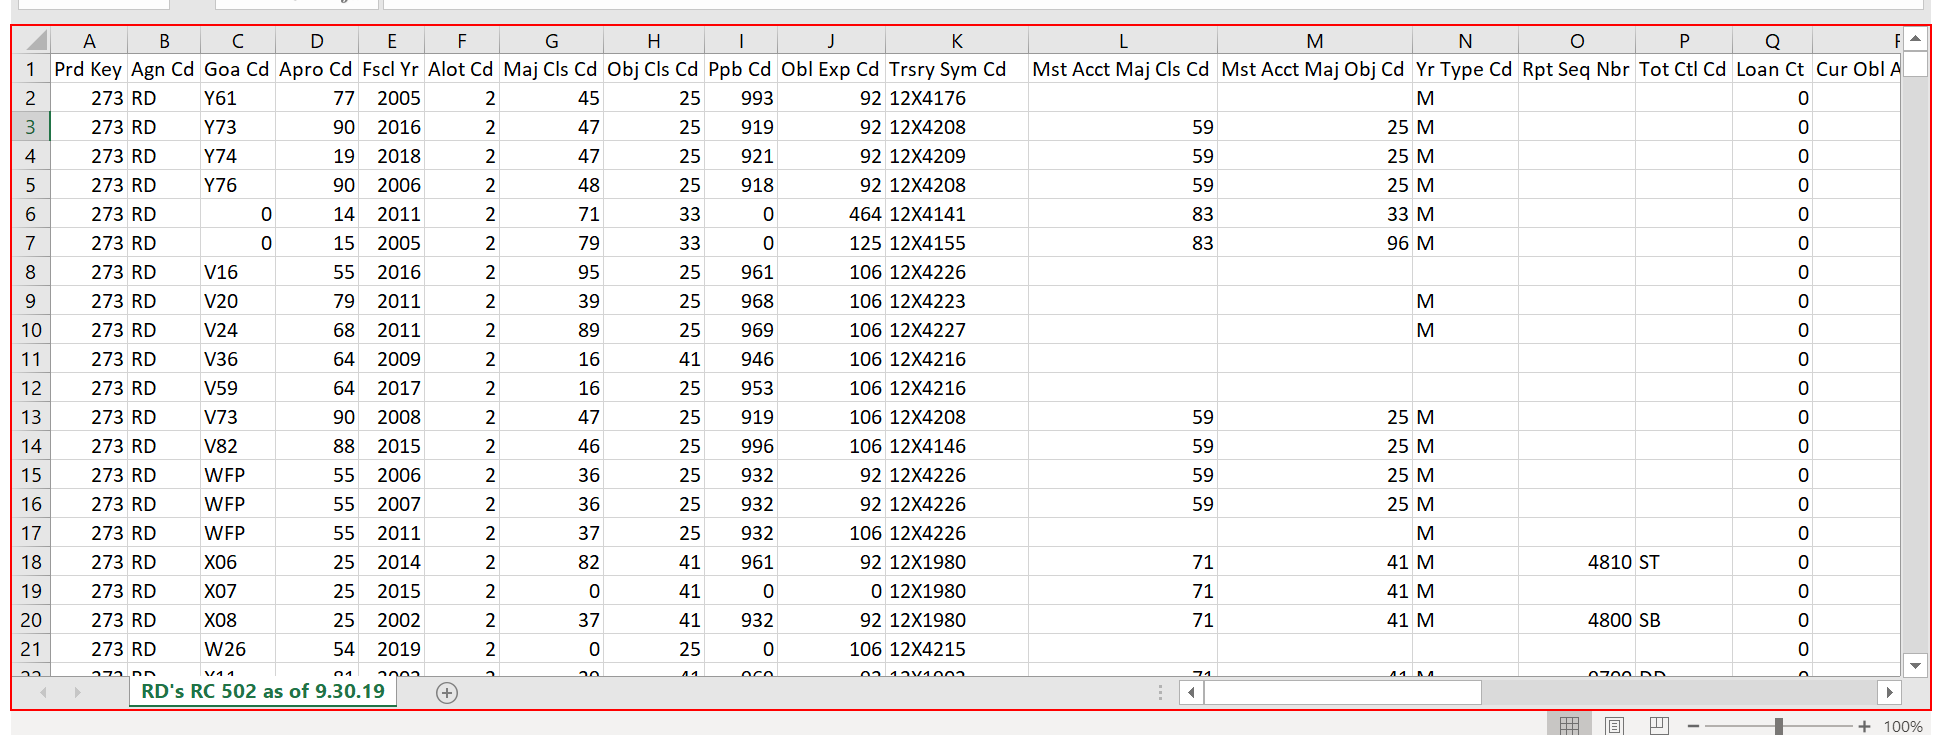 A B C D E F G H I J K L M N O P Q
1 Prd Key Agn Cd Goa Cd Apro Cd Fscl Yr Alot Cd Maj Cls Cd Obj Cls Cd Ppb Cd Obl Exp Cd Trsry Sym Cd Mst Acct Maj Cls Cd Mst Acct Maj Obj Cd Yr Type Cd Rpt Seq Nbr Tot Ctl Cd Loan Ct Cur Obl A
2 273 RD Y61 77 2005 2 45 25 993 92 12X4176 M 0
3 273 RD Y73 90 2016 2 47 25 919 92 12X4208 59 25 M 0
4 273 RD Y74 19 2018 2 47 25 921 92 12X4209 59 25 M 0
5 273 RD Y76 90 2006 2 48 25 918 92 12X4208 59 25 M 0
6 273 RD 0 14 2011 2 71 33 0 464 12X4141 83 33 M 0
7 273 RD 0 15 2005 2 79 33 0 125 12X4155 83 96 M 0
8 273 RD V16 55 2016 2 95 25 961 106 12X4226 0
9 273 RD V20 79 2011 2 39 25 968 106 12X4223 M 0
10 273 RD V24 68 2011 2 89 25 969 106 12X4227 M 0
11 273 RD V36 64 2009 2 16 41 946 106 12X4216 0
12 273 RD V59 64 2017 2 16 25 953 106 12X4216 0
13 273 RD V73 90 2008 2 47 25 919 106 12X4208 59 25 M 0
14 273 RD V82 88 2015 2 46 25 996 106 12X4146 59 25 M 0
15 273 RD WFP 55 2006 2 36 25 932 92 12X4226 59 25 M 0
16 273 RD WFP 55 2007 2 36 25 932 92 12X4226 59 25 M 0
17 273 RD WFP 55 2011 2 37 25 932 106 12X4226 M 0
18 273 RD X06 25 2014 2 82 41 961 92 12X1980 71 41 M 4810 ST 0
19 273 RD X07 25 2015 2 0 41 0 0 12X1980 71 41 M 0
20 273 RD X08 25 2002 2 37 41 932 92 12X1980 71 41 M 4800 SB 0
21 273 RD W26 54 2019 2 0 25 0 106 12X4215 0
RD's RC 502 as of 9.30.19
100%